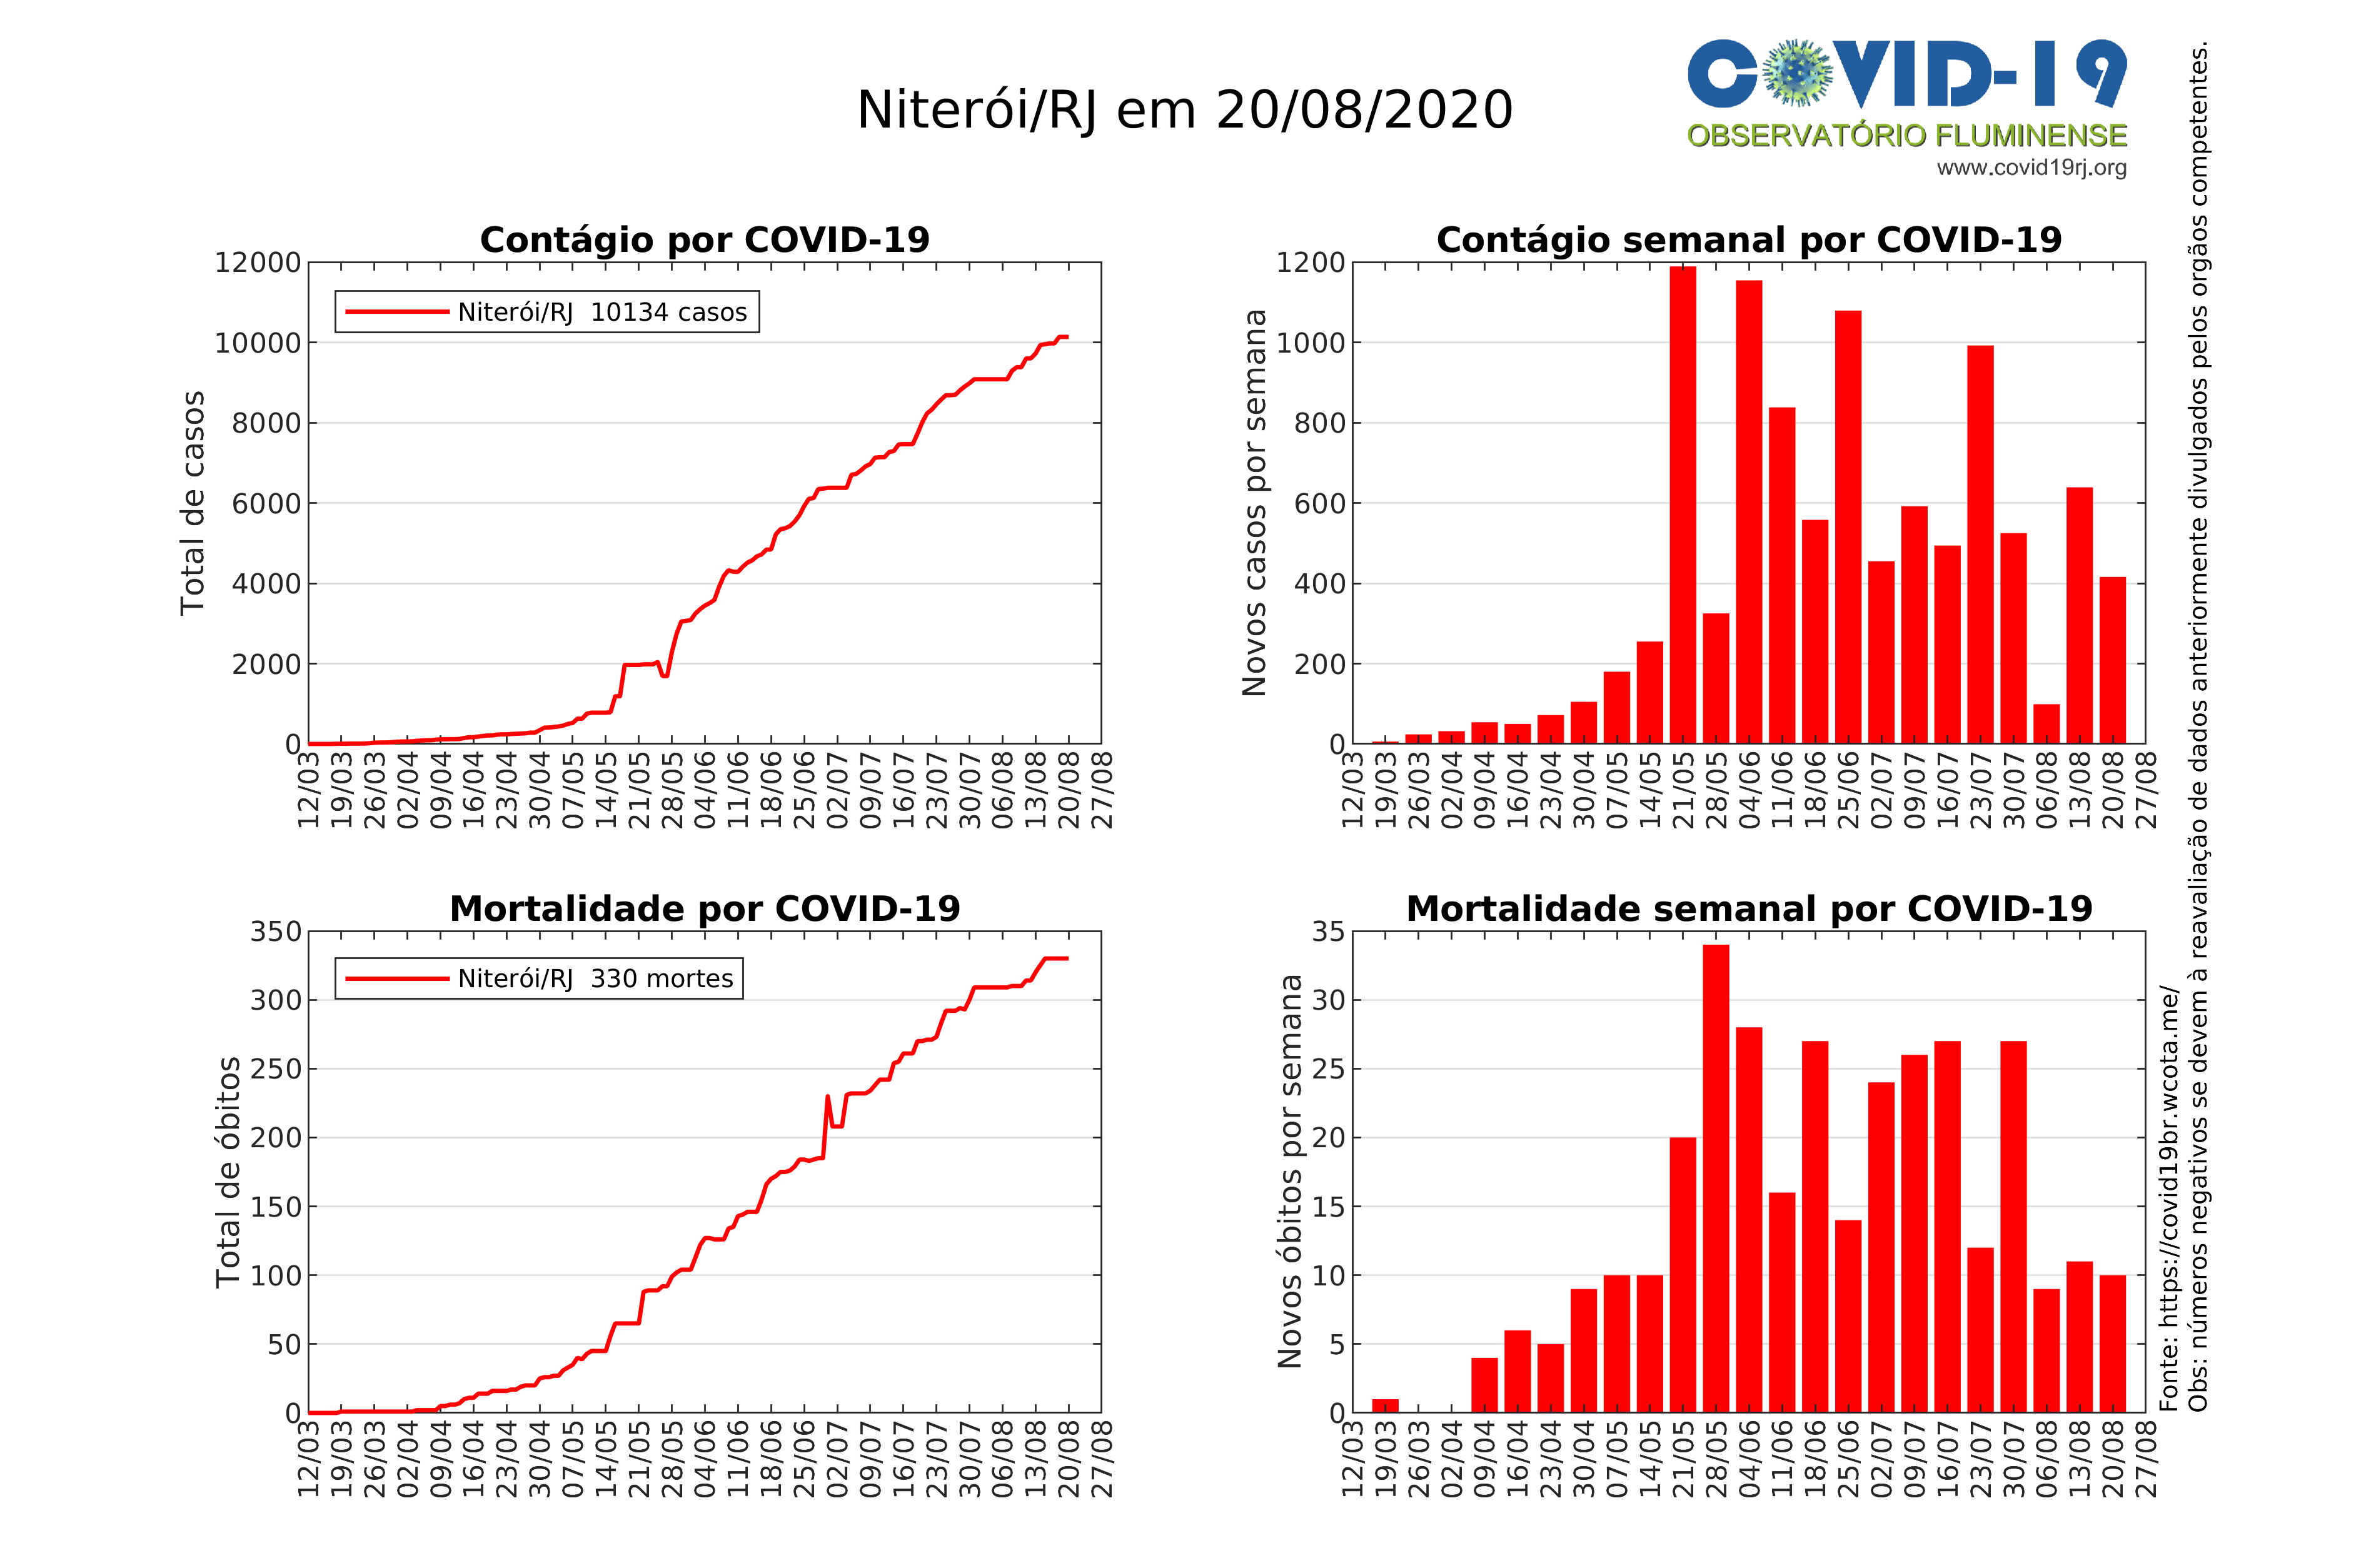 Niterói/RJ em 20/08/2020
COVID-19
OBSERVATÓRIO FLUMINENSE
www.covid19rj.org
Contágio por COVID-19
Total de casos
12000
10000
8000
6000
4000
2000
0
Niterói/RJ 10134 casos
12/03 19/03 26/03 02/04 09/04 16/04 23/04 30/04 07/05 14/05 21/05 28/05 04/06 11/06 18/06 25/06 02/07 09/07 16/07 23/07 30/07 06/08 13/08 20/08 27/08
Contágio semanal por COVID-19
Novos casos por semana
1200
1000
800
600
400
200
0
12/03 19/03 26/03 02/04 09/04 16/04 23/04 30/04 07/05 14/05 21/05 28/05 04/06 11/06 18/06 25/06 02/07 09/07 16/07 23/07 30/07 06/08 13/08 20/08 27/08
Mortalidade por COVID-19
Total de óbitos
350
300
250
200
150
100
50
0
Niterói/RJ 330 mortes
12/03 19/03 26/03 02/04 09/04 16/04 23/04 30/04 07/05 14/05 21/05 28/05 04/06 11/06 18/06 25/06 02/07 09/07 16/07 23/07 30/07 06/08 13/08 20/08 27/08
Mortalidade semanal por COVID-19
Novos óbitos por semana
35
30
25
20
15
10
5
0
12/03 19/03 26/03 02/04 09/04 16/04 23/04 30/04 07/05 14/05 21/05 28/05 04/06 11/06 18/06 25/06 02/07 09/07 16/07 23/07 30/07 06/08 13/08 20/08 27/08
Fonte: https://covid19br.wcota.me/
Obs: números negativos se devem à reavaliação de dados anteriormente divulgados pelos orgãos competentes.